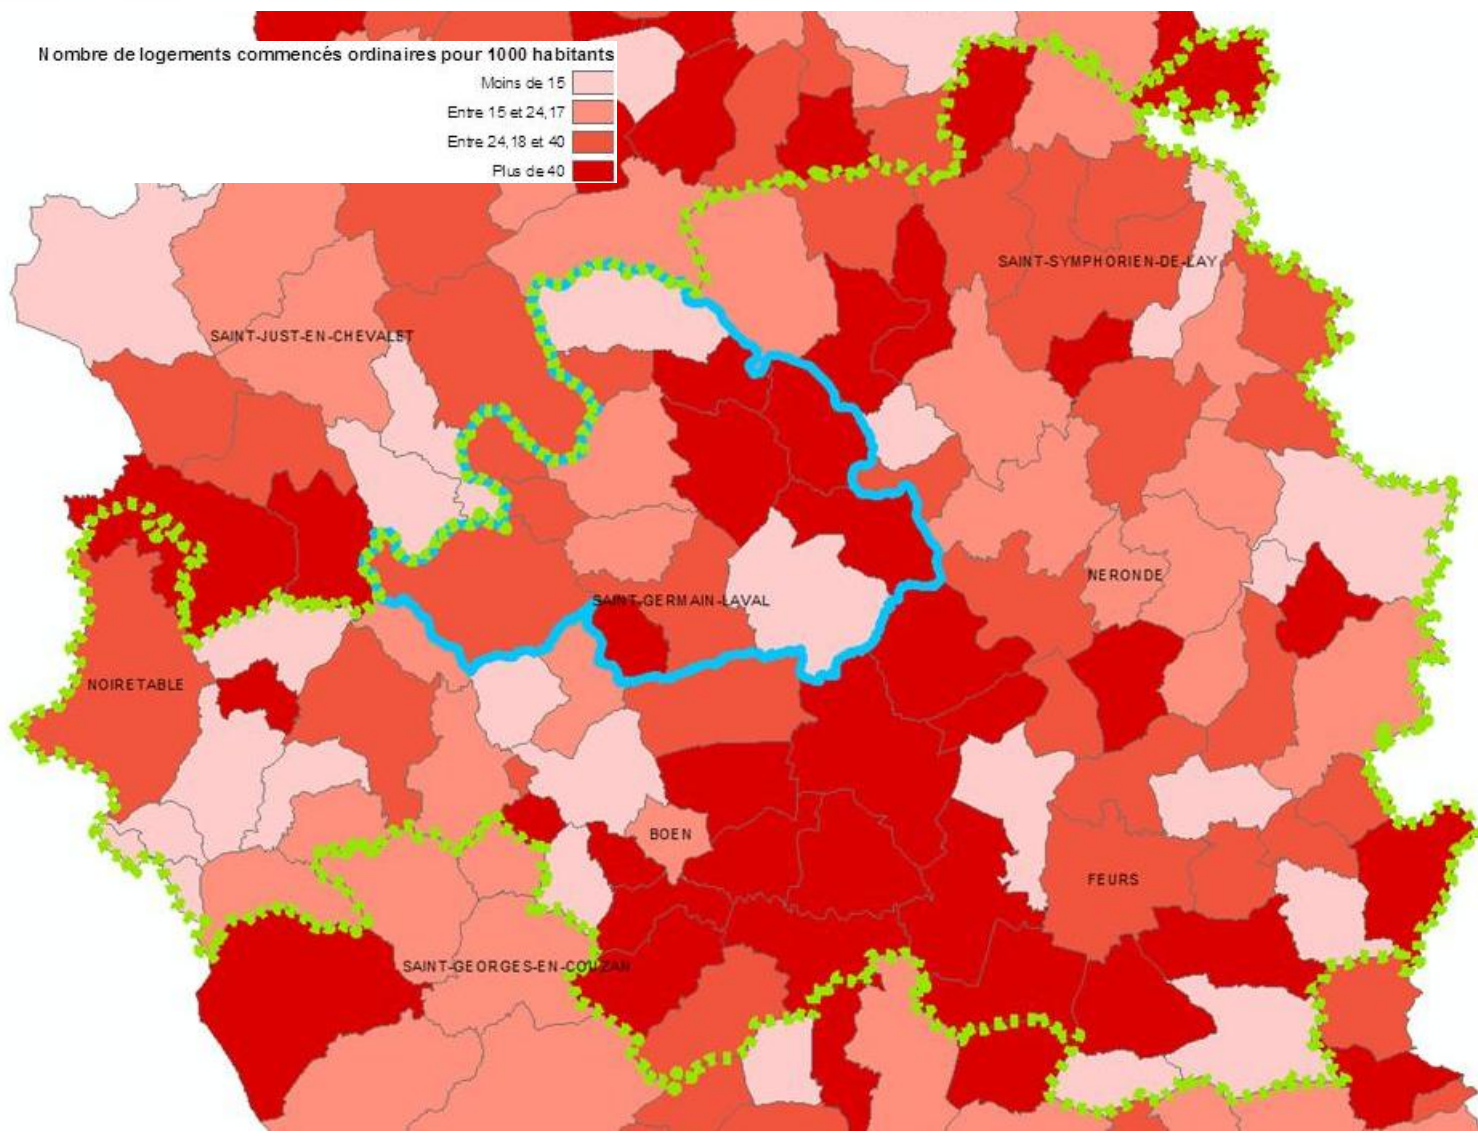 Nombre de logements commencés ordinaires pour 1000 habitants
Moins de 15
Entre 15 et 24,17
Entre 24,18 et 40
Plus de 40
SAINT-SYMPHORIEN-DE-LAY
SAINT-JUST-EN-CHEVALET
NERONDE
SAINT-GERMAIN-LAVAL
NOIRETABLE
BOEN
FEURS
SAINT-GEORGES-EN-COUZAN